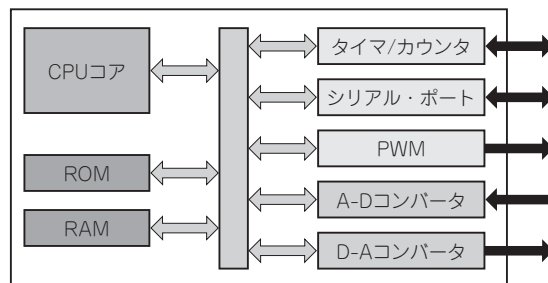 CPUコア
ROM
RAM
タイマ/カウンタ
シリアル・ポート
PWM
A-Dコンバータ
D-Aコンバータ